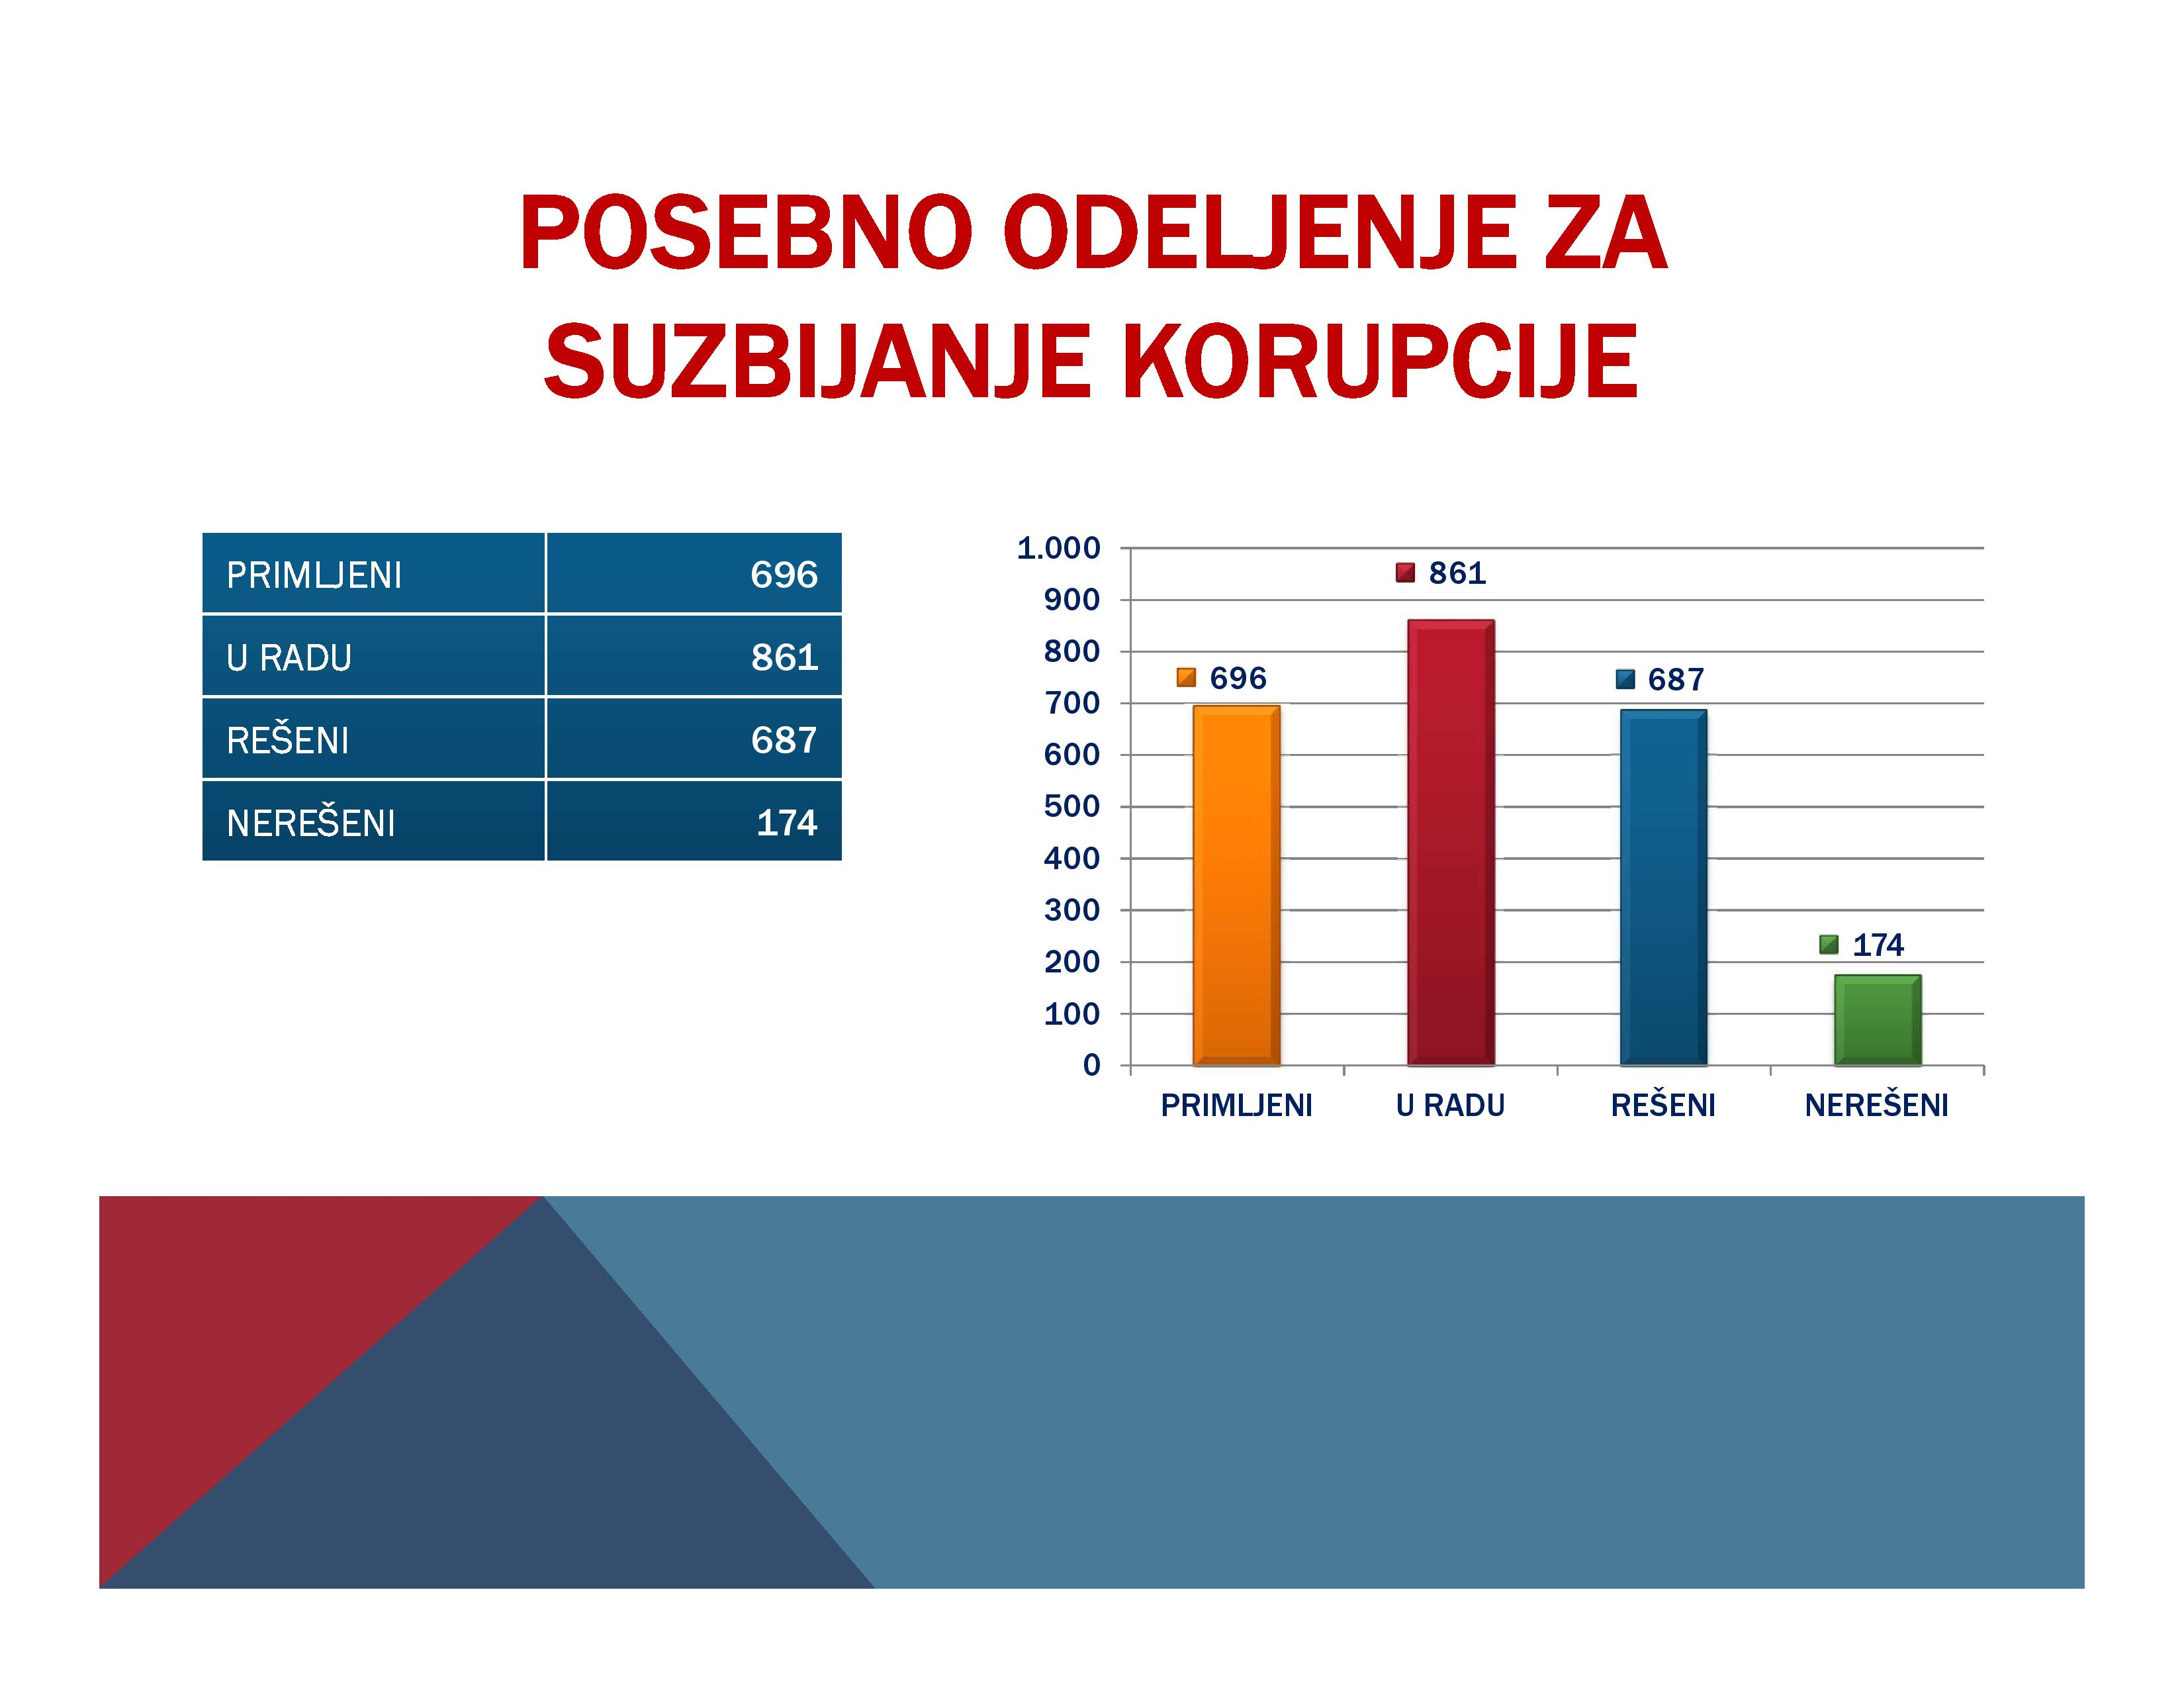 POSEBNO ODELJENJE ZA
SUZBIJANJE KORUPCIJE
PRIMLJENI 696
U RADU 861
REŠENI 687
NEREŠENI 174
1.000
900
800
700
600
500
400
300
200
100
0
696
861
687
174
PRIMLJENI U RADU REŠENI NEREŠENI